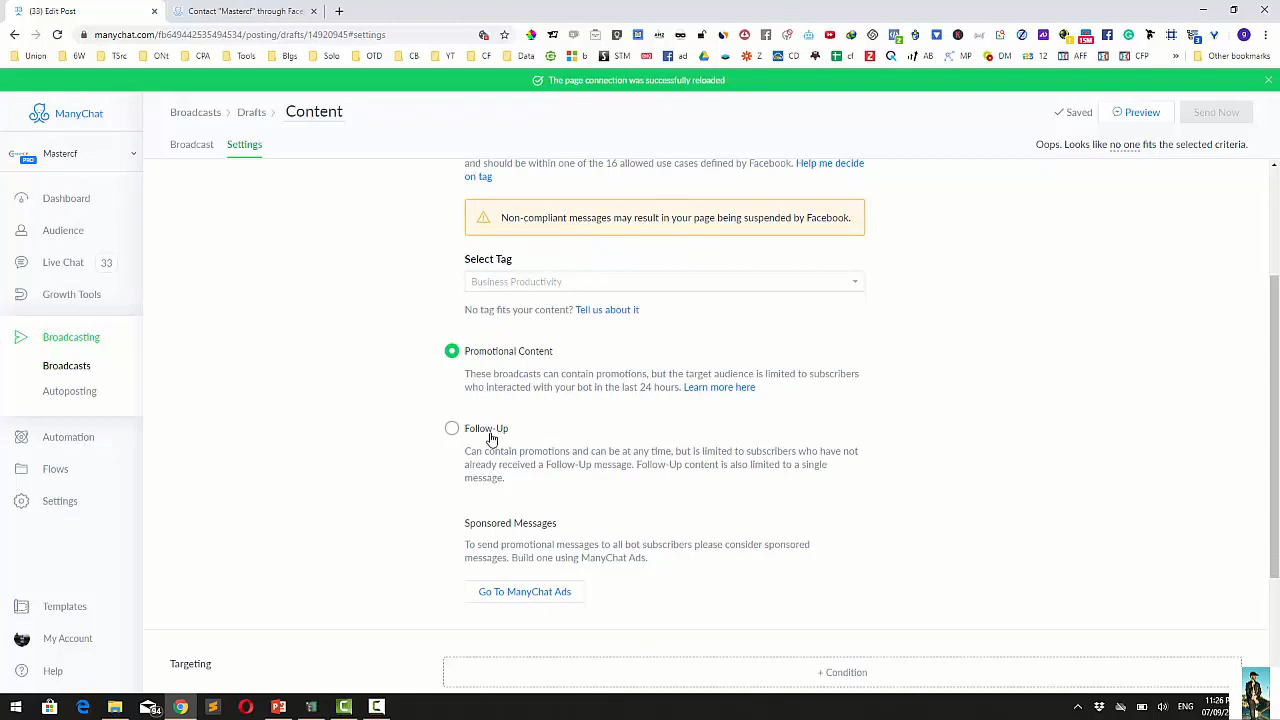 (33) Edit Post
Contact "Mastercf" through Face
manychat.com/fb649442535494534/posting/drafts/14920945#settings
Union
6W
Tsrc
ONt
CPA
Tools
Blgs
Solo
OTE
CB
YT
CF
Data
STM
ad
Z
CQ
AH
MP
DM
12
AFF
CFP
Other bookmarks
The page connection was successfully reloaded
ManyChat
Broadcasts
Drafts
Content
Saved
Preview
Send Now
PRO
Mastercf
Broadcast
Settings
Oops. Looks like no one fits the selected criteria.
and should be within one of the 16 allowed use cases defined by Facebook. Help me decide
on tag
Dashboard
Audience
Live Chat 33
Growth Tools
Broadcasting
Broadcasts
Autoposting
Automation
Flows
Settings
Templates
My Account
Help
Non-compliant messages may result in your page being suspended by Facebook.
Select Tag
Business Productivity
No tag fits your content? Tell us about it
Promotional Content
These broadcasts can contain promotions, but the target audience is limited to subscribers
who interacted with your bot in the last 24 hours. Learn more here
Follow-Up
Can contain promotions and can be at any time, but is limited to subscribers who have not
already received a Follow-Up message. Follow-Up content is also limited to a single
message.
Sponsored Messages
To send promotional messages to all bot subscribers please consider sponsored
messages. Build one using ManyChat Ads.
Go To ManyChat Ads
Targeting
+ Condition
ENG
11:26 P
07/09/2